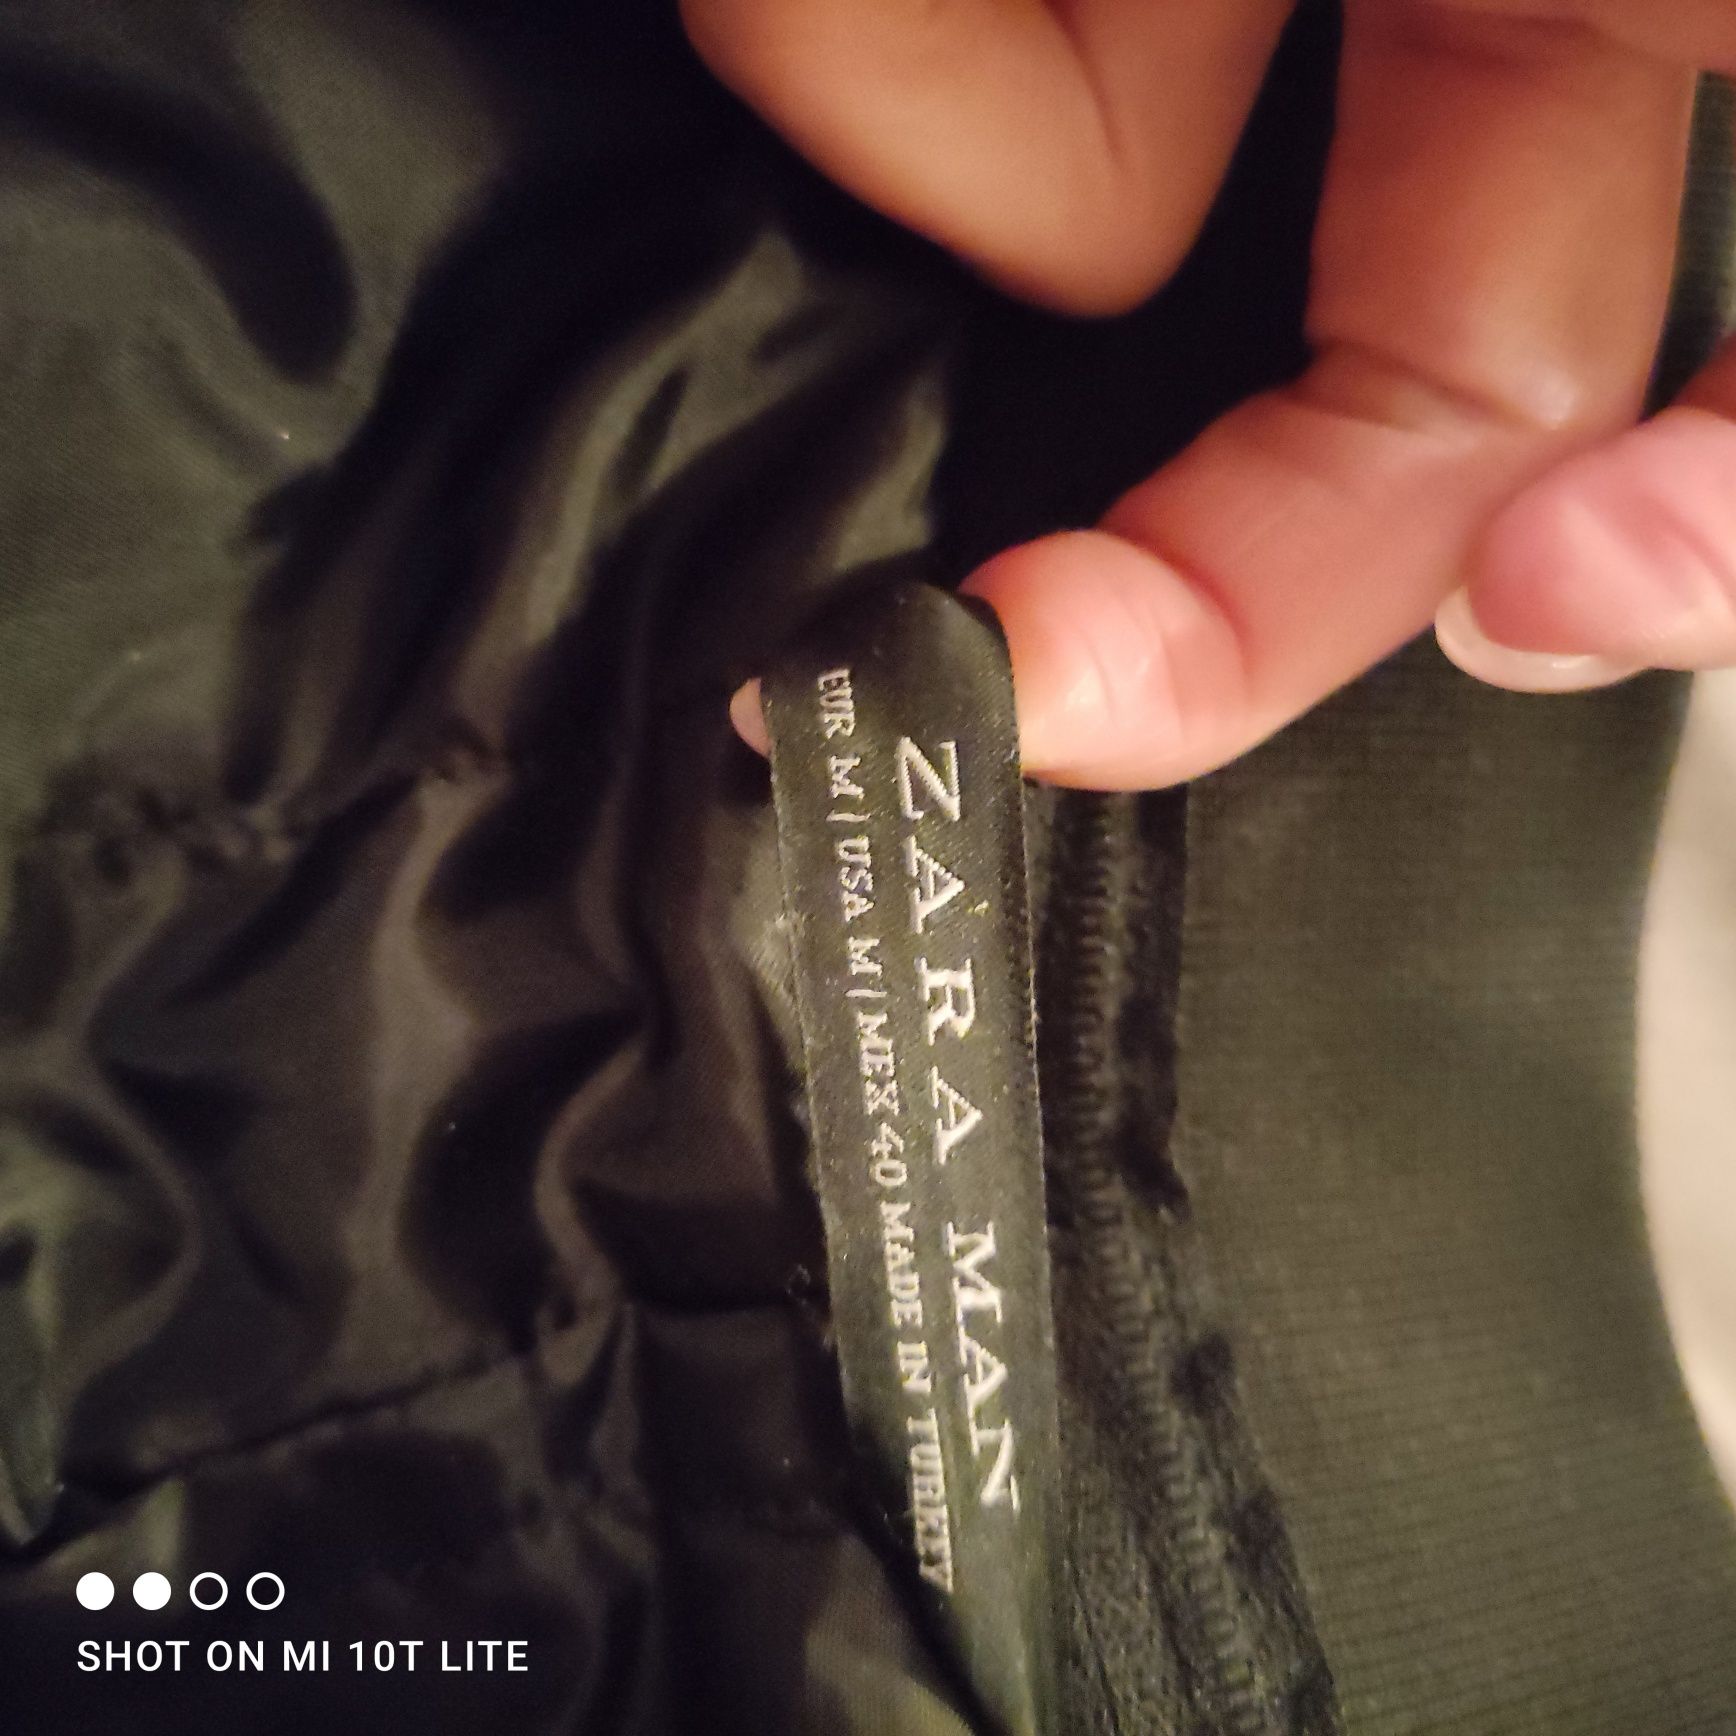 ZARA MAN
EUR M | USA M | MEX 40 MADE IN TURKEY
SHOT ON MI 10T LITE